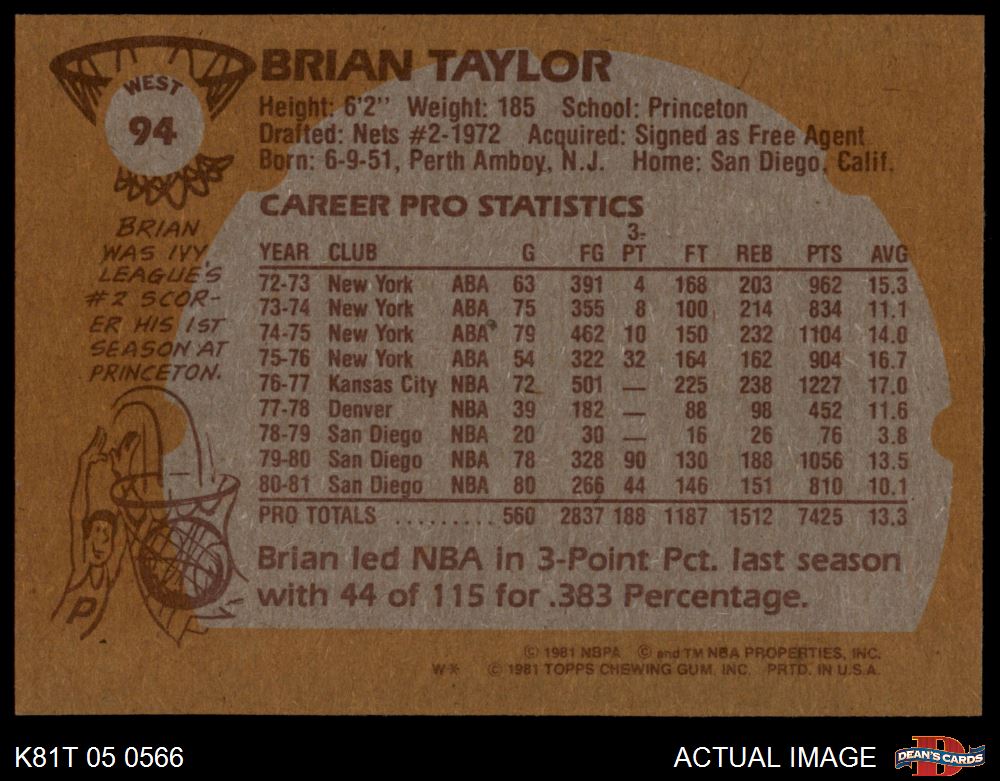 BRIAN TAYLOR
WEST
94
Height: 6'2'' Weight: 185 School: Princeton
Drafted: Nets #2-1972 Acquired: Signed as Free Agent
Born: 6-9-51, Perth Amboy, N.J. Home: San Diego, Calif.
CAREER PRO STATISTICS
YEAR CLUB G FG 3-PT FT REB PTS AVG
72-73 New York ABA 63 391 4 168 203 962 15.3
73-74 New York ABA 75 355 8 100 214 834 11.1
74-75 New York ABA 79 462 10 150 232 1104 14.0
75-76 New York ABA 54 322 32 164 162 904 16.7
76-77 Kansas City NBA 72 501 — 225 238 1227 17.0
77-78 Denver NBA 39 182 — 88 98 452 11.6
78-79 San Diego NBA 20 30 — 16 26 76 3.8
79-80 San Diego NBA 78 328 90 130 188 1056 13.5
80-81 San Diego NBA 80 266 44 146 151 810 10.1
PRO TOTALS ......... 560 2837 188 1187 1512 7425 13.3
Brian led NBA in 3-Point Pct. last season
with 44 of 115 for .383 Percentage.
BRIAN
WAS IVY
LEAGUE'S
#2 SCOR-
ER HIS 1ST
SEASON AT
PRINCETON.
P
© 1981 NBPA © and TM NBA PROPERTIES, INC.
W* © 1981 TOPPS CHEWING GUM, INC. PRTD. IN U.S.A.
K81T 05 0566
ACTUAL IMAGE
D
DEAN'S CARDS